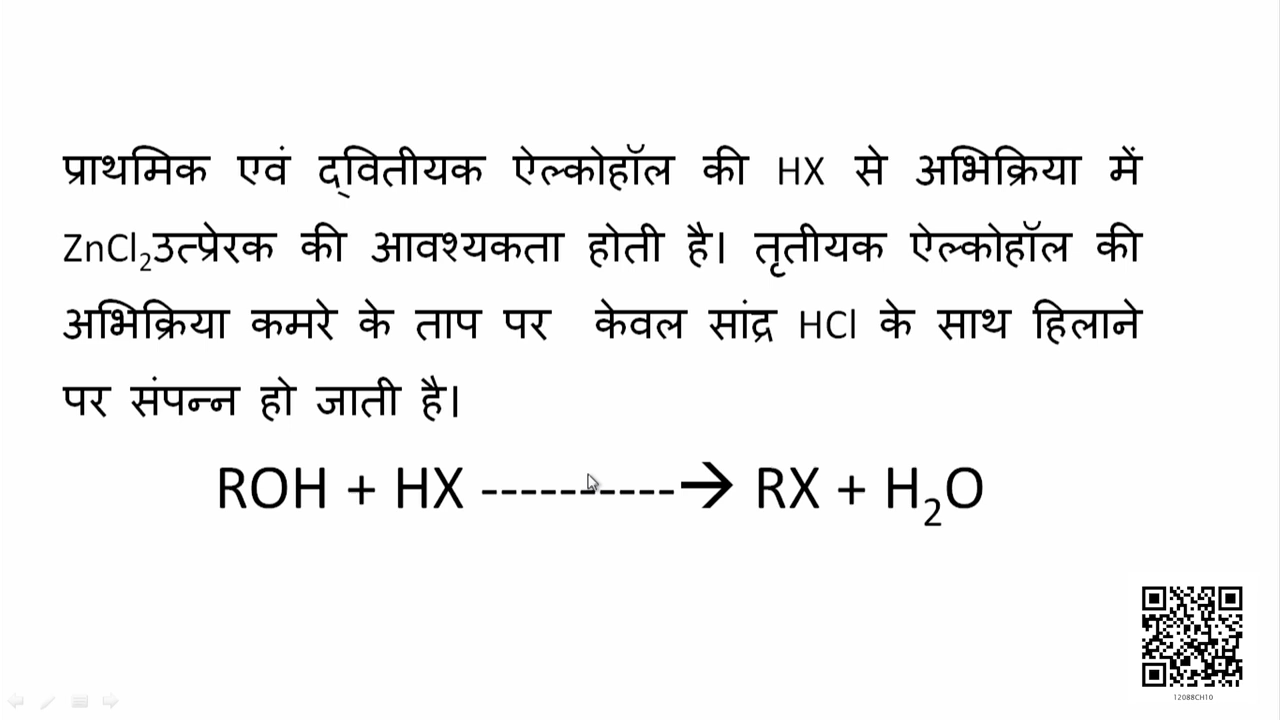 प्राथमिक एवं द्वितीयक ऐल्कोहॉल की HX से अभिक्रिया में
ZnCl₂उत्प्रेरक की आवश्यकता होती है। तृतीयक ऐल्कोहॉल की
अभिक्रिया कमरे के ताप पर केवल सांद्र HCl के साथ हिलाने
पर संपन्न हो जाती है।
ROH + HX ----------→ RX + H₂O
12088CH10